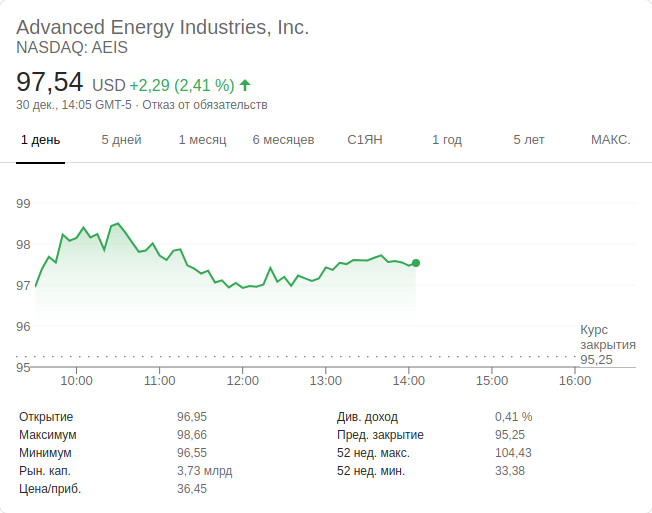 Advanced Energy Industries, Inc.
NASDAQ: AEIS
97,54 USD +2,29 (2,41 %)
30 дек., 14:05 GMT-5 · Отказ от обязательств
1 день 5 дней 1 месяц 6 месяцев С1ЯН 1 год 5 лет МАКС.
99
98
97
96
95
Курс
закрытия
95,25
10:00 11:00 12:00 13:00 14:00 15:00 16:00
Открытие 96,95
Максимум 98,66
Минимум 96,55
Рын. кап. 3,73 млрд
Цена/приб. 36,45
Див. доход 0,41 %
Пред. закрытие 95,25
52 нед. макс. 104,43
52 нед. мин. 33,38